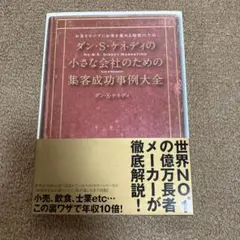 ダン・S・ケネディの
NO B.S. DIRECT MARKETING
小さな会社のための
集客成功事例大全
ダン・S・ケネディ
世界NO.1
の億万長者
メーカーが
徹底解説！
小売、飲食、士業etc…
この裏ワザで年収10倍！